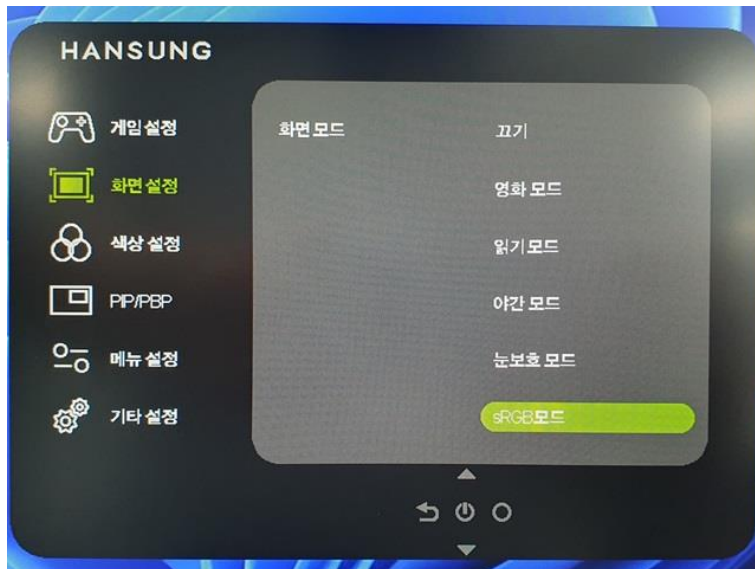 HANSUNG
게임 설정
화면 설정
색상 설정
PIP/PBP
메뉴 설정
기타 설정
화면 모드
끄기
영화 모드
읽기 모드
야간 모드
눈보호 모드
sRGB모드